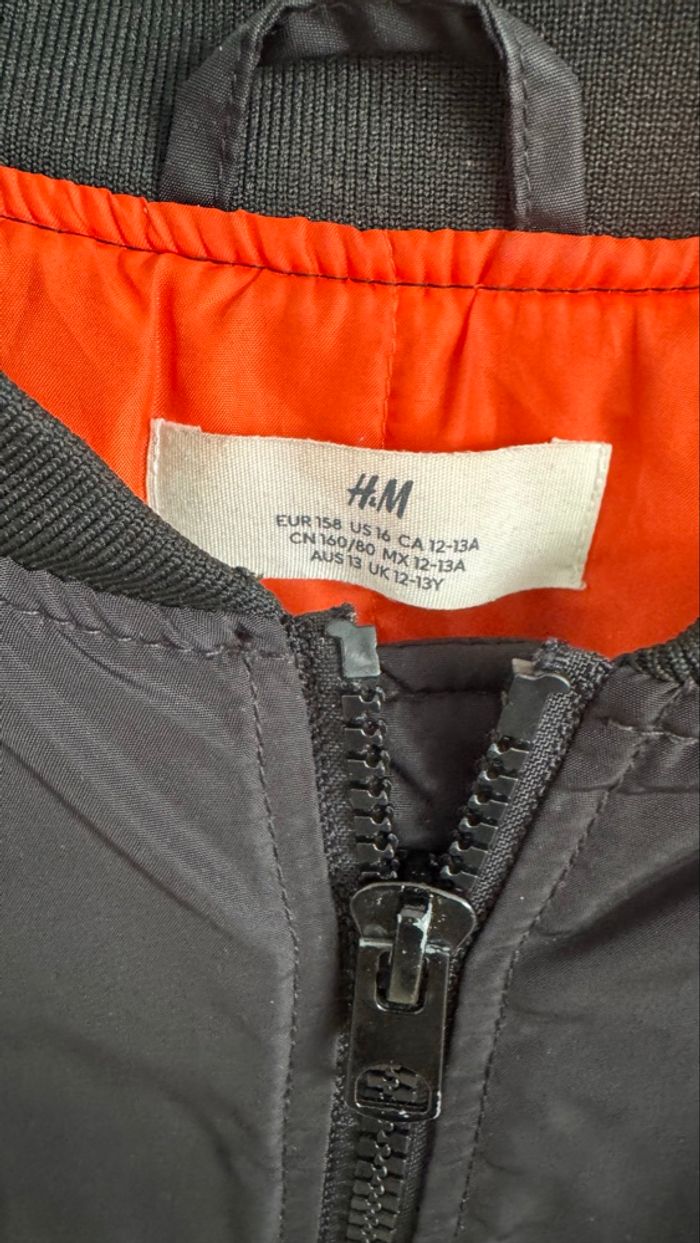 H&M
EUR 158 US 16 CA 12-13A
CN 160/80 MX 12-13A
AUS 13 UK 12-13Y